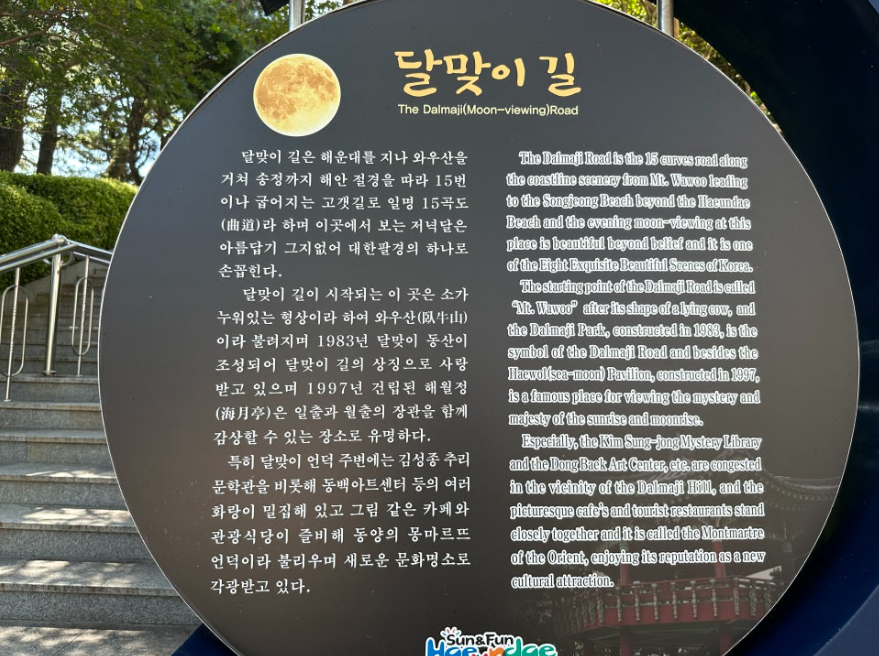 달맞이 길
The Dalmaji(Moon-viewing)Road
달맞이 길은 해운대를 지나 와우산을
거쳐 송정까지 해안 절경을 따라 15번
이나 굽어지는 고갯길로 일명 15곡도
(曲道)라 하며 이곳에서 보는 저녁달은
아름답기 그지없어 대한팔경의 하나로
손꼽힌다.
달맞이 길이 시작되는 이 곳은 소가
누워있는 형상이라 하여 와우산(臥牛山)
이라 불려지며 1983년 달맞이 동산이
조성되어 달맞이 길의 상징으로 사랑
받고 있으며 1997년 건립된 해월정
(海月亭)은 일출과 월출의 장관을 함께
감상할 수 있는 장소로 유명하다.
특히 달맞이 언덕 주변에는 김성종 추리
문학관을 비롯해 동백아트센터 등의 여러
화랑이 밀집해 있고 그림 같은 카페와
관광식당이 즐비해 동양의 몽마르뜨
언덕이라 불리우며 새로운 문화명소로
각광받고 있다.
The Dalmaji Road is the 15 curves road along
the coastline scenery from Mt. Wawoo leading
to the Songjeong Beach beyond the Haeundae
Beach and the evening moon-viewing at this
place is beautiful beyond belief and it is one
of the Eight Exquisite Beautiful Scenes of Korea.
The starting point of the Dalmaji Road is called
"Mt. Wawoo" after its shape of a lying cow, and
the Dalmaji Park, constructed in 1983, is the
symbol of the Dalmaji Road and besides the
Haewol(sea-moon) Pavilion, constructed in 1997,
is a famous place for viewing the mystery and
majesty of the sunrise and moonrise.
Especially, the Kim Sung-jong Mystery Library
and the Dong Baek Art Center, etc. are congested
in the vicinity of the Dalmaji Hill, and the
picturesque cafe's and tourist restaurants stand
closely together and it is called the Montmartre
of the Orient, enjoying its reputation as a new
cultural attraction.
Sun&Fun